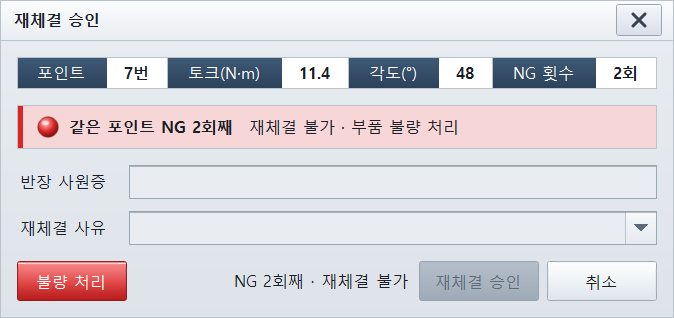 재체결 승인
포인트 7번 토크(N·m) 11.4 각도(°) 48 NG 횟수 2회
같은 포인트 NG 2회째 재체결 불가 · 부품 불량 처리
반장 사원증
재체결 사유
불량 처리 NG 2회째 · 재체결 불가 재체결 승인 취소